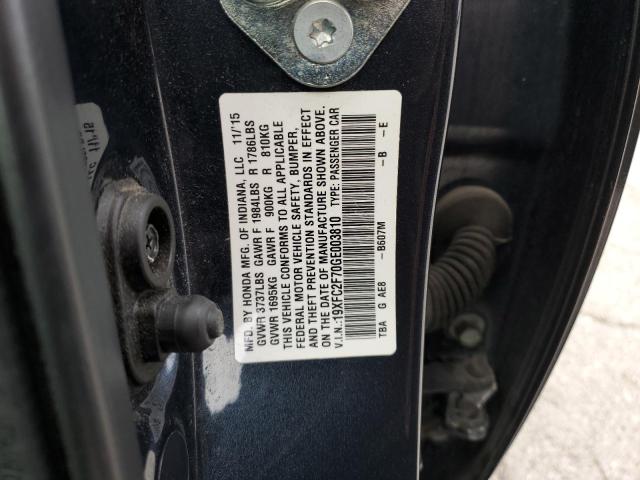 MFD. BY HONDA MFG. OF INDIANA, LLC 11/15
GVWR 3737LBS GAWR F 1984LBS R 1786LBS
GVWR 1695KG GAWR F 900KG R 810KG
THIS VEHICLE CONFORMS TO ALL APPLICABLE
FEDERAL MOTOR VEHICLE SAFETY, BUMPER,
AND THEFT PREVENTION STANDARDS IN EFFECT
ON THE DATE OF MANUFACTURE SHOWN ABOVE.
V.I.N.:19XFC2F70GE003810 TYPE: PASSENGER CAR
TBA G AE8 –B607M –B –E